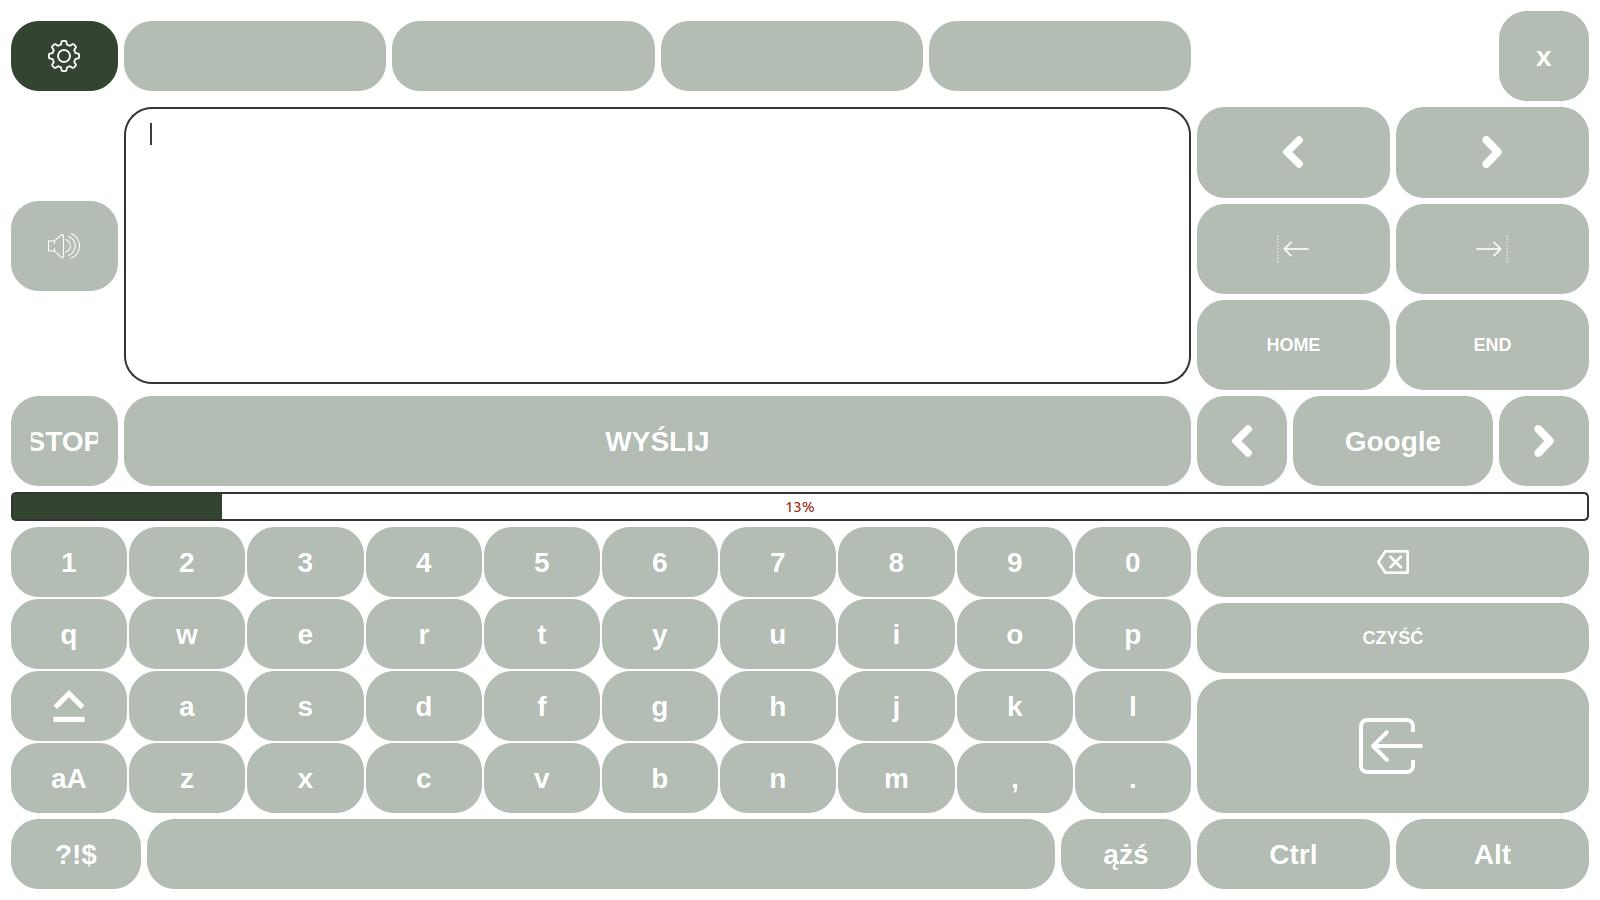 x
HOME END
STOP WYŚLIJ Google
13%
1 2 3 4 5 6 7 8 9 0
q w e r t y u i o p CZYŚĆ
a s d f g h j k l
aA z x c v b n m , .
?!$ ążś Ctrl Alt